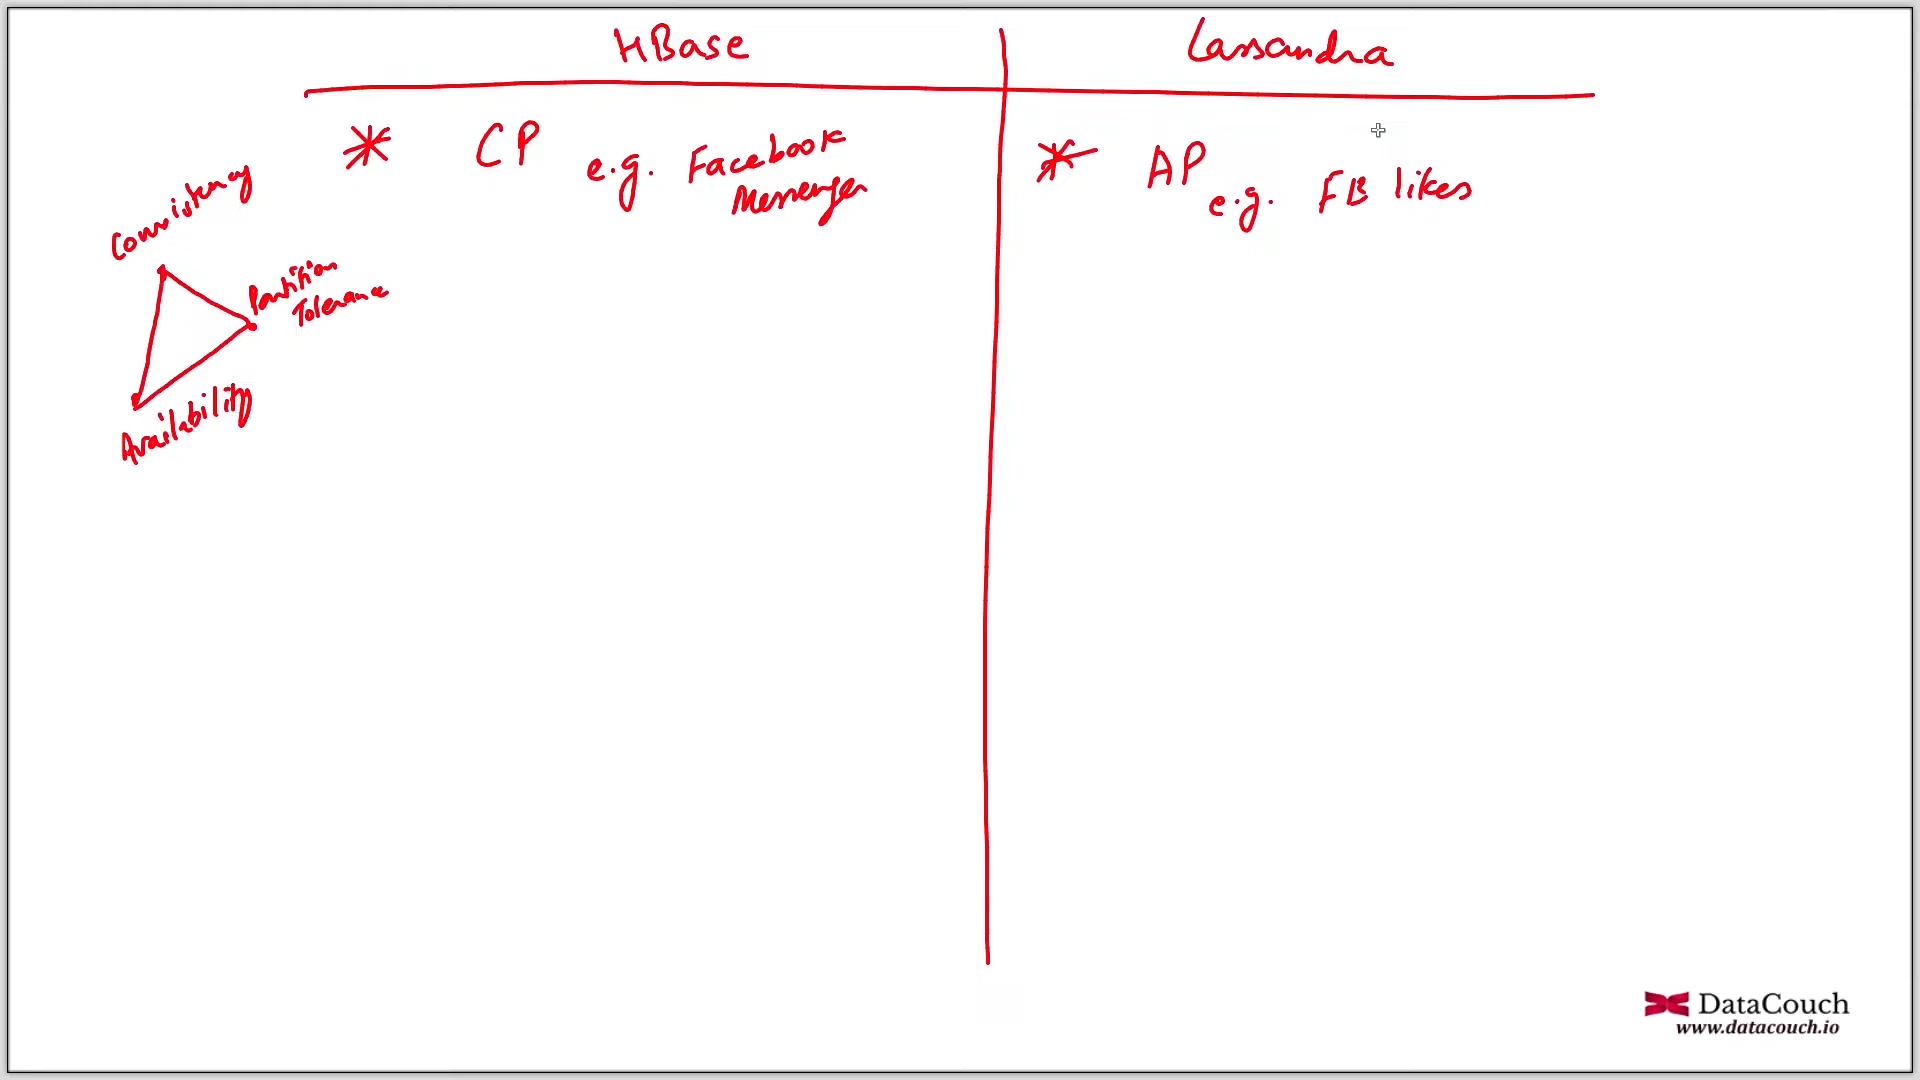 HBase
Cassandra
* CP e.g. Facebook
Messenger
* AP
e.g. FB likes
Consistency
Partition
Tolerance
Availability
DataCouch
www.datacouch.io